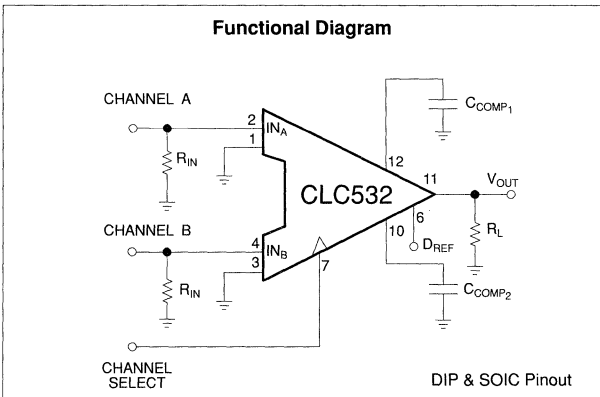 Functional Diagram
CHANNEL A
2
IN_A
1
R_IN
C_COMP1
12
11
V_OUT
CLC532
CHANNEL B
4
IN_B
3
R_IN
7
10
6
D_REF
R_L
C_COMP2
CHANNEL
SELECT
DIP & SOIC Pinout